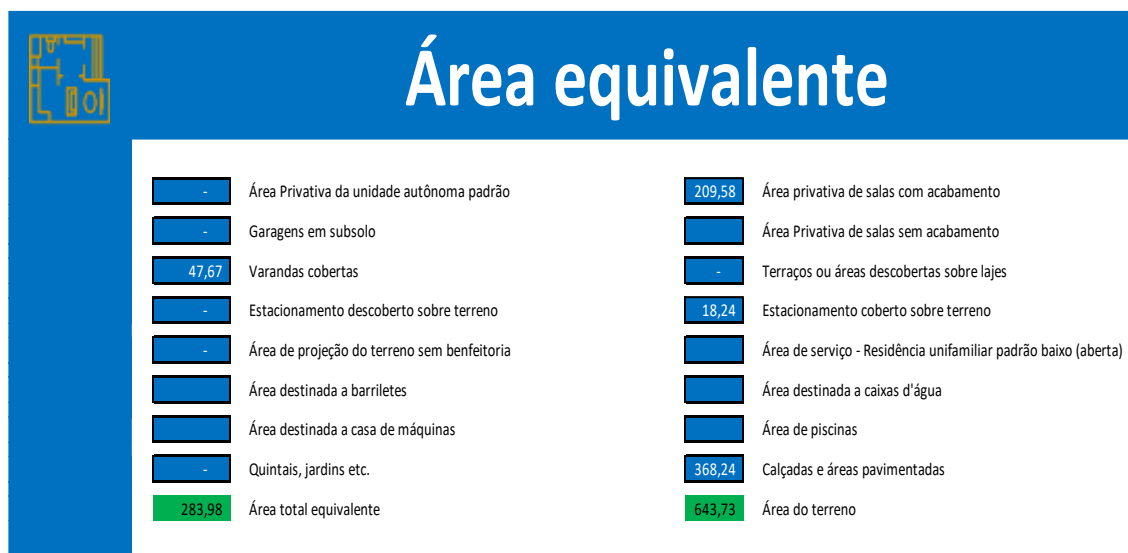 Área equivalente
- Área Privativa da unidade autônoma padrão 209,58 Área privativa de salas com acabamento
- Garagens em subsolo Área Privativa de salas sem acabamento
47,67 Varandas cobertas - Terraços ou áreas descobertas sobre lajes
- Estacionamento descoberto sobre terreno 18,24 Estacionamento coberto sobre terreno
- Área de projeção do terreno sem benfeitoria Área de serviço - Residência unifamiliar padrão baixo (aberta)
Área destinada a barriletes Área destinada a caixas d'água
Área destinada a casa de máquinas Área de piscinas
- Quintais, jardins etc. 368,24 Calçadas e áreas pavimentadas
283,98 Área total equivalente 643,73 Área do terreno